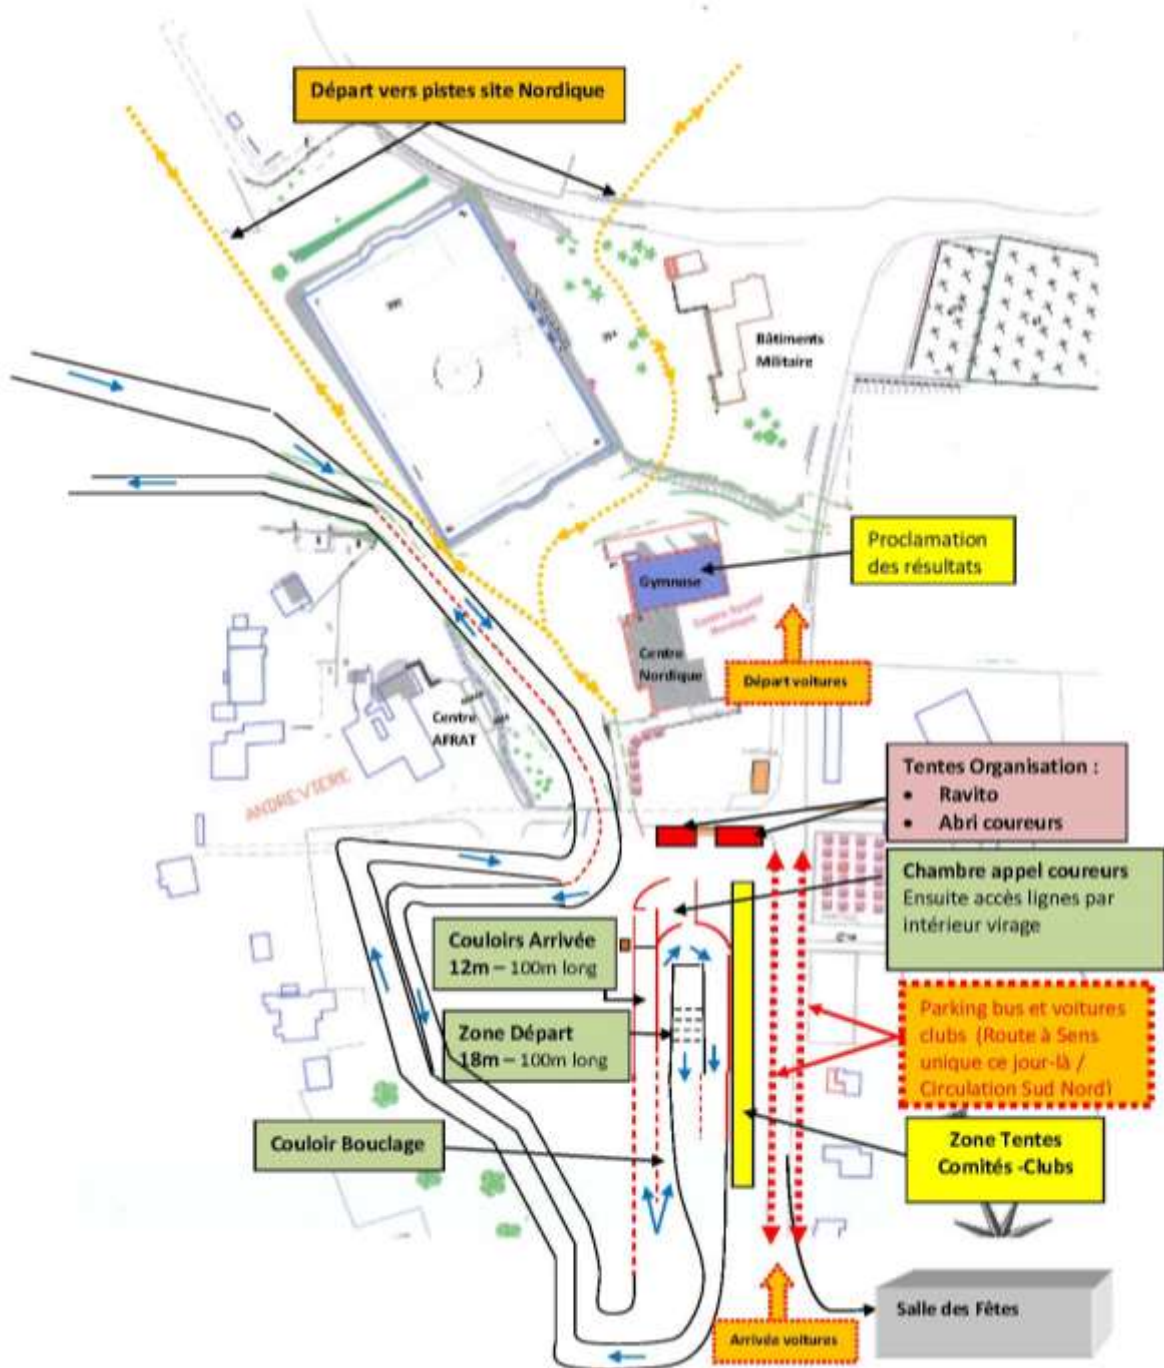 Départ vers pistes site Nordique
Bâtiments
Militaire
Proclamation
des résultats
Gymnase
Centre
Nordique
Départ voitures
Centre
AFRAT
ANDREVIERE
Tentes Organisation :
• Ravito
• Abri coureurs
Chambre appel coureurs
Ensuite accès lignes par
intérieur virage
Couloirs Arrivée
12m – 100m long
Zone Départ
18m – 100m long
Parking bus et voitures
clubs (Route à Sens
unique ce jour-là /
Circulation Sud Nord)
Couloir Bouclage
Zone Tentes
Comités -Clubs
Salle des Fêtes
Arrivée voitures